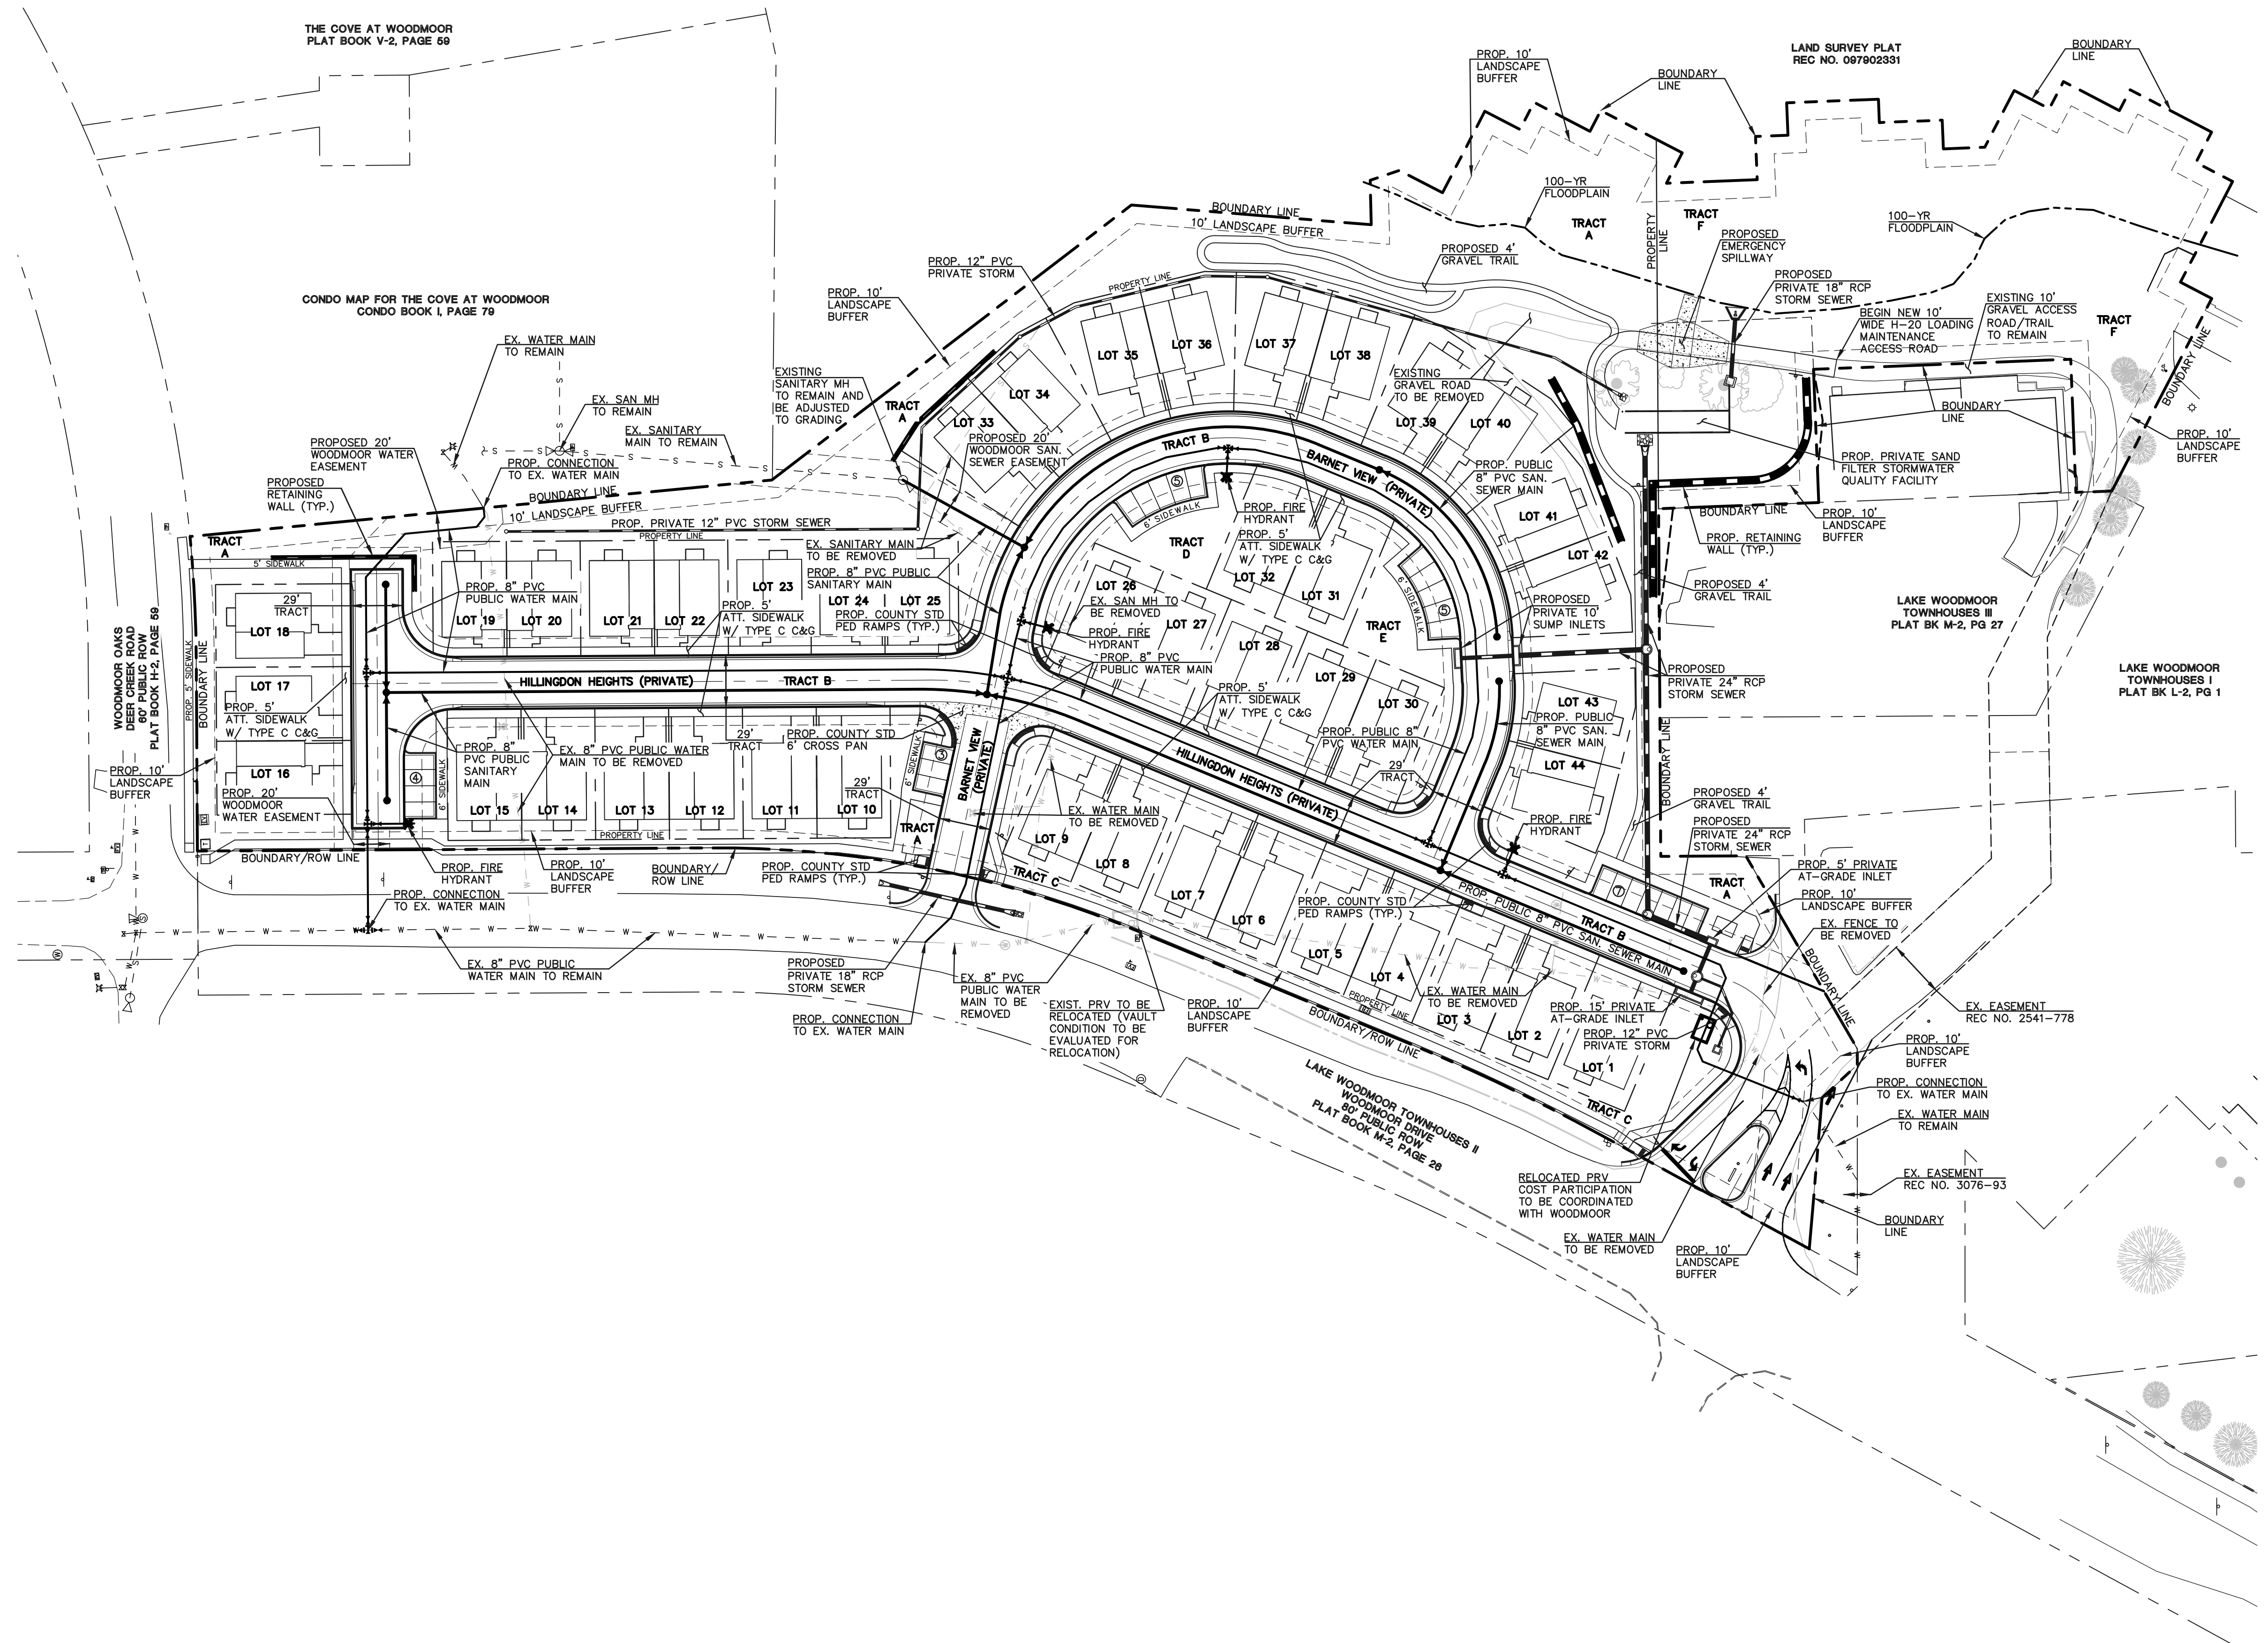 THE COVE AT WOODMOOR
PLAT BOOK V-2, PAGE 59
LAND SURVEY PLAT
REC NO. 097902331
BOUNDARY
LINE
PROP. 10'
LANDSCAPE
BUFFER
BOUNDARY
LINE
100-YR
FLOODPLAIN
TRACT
A
PROPERTY
LINE
TRACT
F
100-YR
FLOODPLAIN
BOUNDARY LINE
10' LANDSCAPE BUFFER
PROPOSED
EMERGENCY
SPILLWAY
PROPOSED 4'
GRAVEL TRAIL
PROPOSED
PRIVATE 18" RCP
STORM SEWER
PROP. 12" PVC
PRIVATE STORM
PROPERTY LINE
CONDO MAP FOR THE COVE AT WOODMOOR
CONDO BOOK I, PAGE 79
PROP. 10'
LANDSCAPE
BUFFER
BEGIN NEW 10'
WIDE H-20 LOADING
MAINTENANCE
ACCESS ROAD
EXISTING 10'
GRAVEL ACCESS
ROAD/TRAIL
TO REMAIN
TRACT
F
BOUNDARY LINE
EX. WATER MAIN
TO REMAIN
LOT 35
LOT 36
LOT 37
LOT 38
EXISTING
SANITARY MH
TO REMAIN AND
BE ADJUSTED
TO GRADING
EXISTING
GRAVEL ROAD
TO BE REMOVED
LOT 34
LOT 33
LOT 39
LOT 40
TRACT
A
EX. SAN MH
TO REMAIN
EX. SANITARY
MAIN TO REMAIN
BOUNDARY
LINE
PROP. 10'
LANDSCAPE
BUFFER
PROPOSED 20'
WOODMOOR WATER
EASEMENT
PROPOSED 20'
WOODMOOR SAN.
SEWER EASEMENT
TRACT B
BARNET VIEW (PRIVATE)
PROP. CONNECTION
TO EX. WATER MAIN
PROP. PUBLIC
8" PVC SAN.
SEWER MAIN
PROP. PRIVATE SAND
FILTER STORMWATER
QUALITY FACILITY
PROPOSED
RETAINING
WALL (TYP.)
BOUNDARY LINE
10' LANDSCAPE BUFFER
PROP. PRIVATE 12" PVC STORM SEWER
PROPERTY LINE
5
6' SIDEWALK
PROP. FIRE
HYDRANT
PROP. 5'
ATT. SIDEWALK
W/ TYPE C C&G
LOT 41
LOT 42
BOUNDARY LINE
PROP. 10'
LANDSCAPE
BUFFER
PROP. RETAINING
WALL (TYP.)
TRACT
A
5' SIDEWALK
TRACT
D
EX. SANITARY MAIN
TO BE REMOVED
PROP. 8" PVC PUBLIC
SANITARY MAIN
29'
TRACT
PROP. 8" PVC
PUBLIC WATER MAIN
LOT 18
LOT 19
LOT 20
LOT 21
LOT 22
LOT 23
LOT 24
LOT 25
LOT 26
LOT 27
LOT 28
LOT 29
LOT 30
LOT 31
LOT 32
PROP. 5'
ATT. SIDEWALK
W/ TYPE C C&G
PROP. COUNTY STD
PED RAMPS (TYP.)
EX. SAN MH TO
BE REMOVED
PROP. FIRE
HYDRANT
PROP. 8" PVC
PUBLIC WATER MAIN
TRACT
E
6' SIDEWALK
5
PROPOSED
PRIVATE 10'
SUMP INLETS
PROPOSED 4'
GRAVEL TRAIL
LAKE WOODMOOR
TOWNHOUSES III
PLAT BK M-2, PG 27
LAKE WOODMOOR
TOWNHOUSES I
PLAT BK L-2, PG 1
PROPOSED
PRIVATE 24" RCP
STORM SEWER
WOODMOOR OAKS
DEER CREEK ROAD
60' PUBLIC ROW
PLAT BOOK H-2, PAGE 59
PROP. 5' SIDEWALK
BOUNDARY LINE
LOT 17
HILLINGDON HEIGHTS (PRIVATE)
TRACT B
PROP. 5'
ATT. SIDEWALK
W/ TYPE C C&G
PROP. 5'
ATT. SIDEWALK
W/ TYPE C C&G
LOT 43
PROP. PUBLIC
8" PVC SAN.
SEWER MAIN
PROP. PUBLIC 8"
PVC WATER MAIN
LOT 44
BOUNDARY LINE
PROP. 10'
LANDSCAPE
BUFFER
LOT 16
PROP. 20'
WOODMOOR
WATER EASEMENT
4
6' SIDEWALK
PROP. 8"
PVC PUBLIC
SANITARY
MAIN
EX. 8" PVC PUBLIC WATER
MAIN TO BE REMOVED
29'
TRACT
PROP. COUNTY STD
6' CROSS PAN
29'
TRACT
6' SIDEWALK
3
BARNET VIEW
(PRIVATE)
HILLINGDON HEIGHTS (PRIVATE)
29'
TRACT
LOT 15
LOT 14
LOT 13
LOT 12
LOT 11
LOT 10
PROPERTY LINE
TRACT
A
EX. WATER MAIN
TO BE REMOVED
LOT 9
LOT 8
LOT 7
LOT 6
LOT 5
LOT 4
LOT 3
LOT 2
LOT 1
PROP. FIRE
HYDRANT
PROPOSED 4'
GRAVEL TRAIL
PROPOSED
PRIVATE 24" RCP
STORM SEWER
BOUNDARY/ROW LINE
PROP. FIRE
HYDRANT
PROP. 10'
LANDSCAPE
BUFFER
BOUNDARY/
ROW LINE
PROP. COUNTY STD
PED RAMPS (TYP.)
TRACT C
PROP. CONNECTION
TO EX. WATER MAIN
PROP. COUNTY STD
PED RAMPS (TYP.)
7
TRACT
A
PROP. 5' PRIVATE
AT-GRADE INLET
PROP. 10'
LANDSCAPE BUFFER
EX. FENCE TO
BE REMOVED
PROP. PUBLIC 8" PVC SAN. SEWER MAIN
TRACT B
BOUNDARY LINE
EX. 8" PVC PUBLIC
WATER MAIN TO REMAIN
PROPOSED
PRIVATE 18" RCP
STORM SEWER
EX. 8" PVC
PUBLIC WATER
MAIN TO BE
REMOVED
PROP. CONNECTION
TO EX. WATER MAIN
EXIST. PRV TO BE
RELOCATED (VAULT
CONDITION TO BE
EVALUATED FOR
RELOCATION)
PROP. 10'
LANDSCAPE
BUFFER
PROPERTY LINE
BOUNDARY/ROW LINE
EX. WATER MAIN
TO BE REMOVED
PROP. 15' PRIVATE
AT-GRADE INLET
PROP. 12" PVC
PRIVATE STORM
EX. EASEMENT
REC NO. 2541-778
PROP. 10'
LANDSCAPE
BUFFER
PROP. CONNECTION
TO EX. WATER MAIN
EX. WATER MAIN
TO REMAIN
TRACT C
LAKE WOODMOOR TOWNHOUSES II
WOODMOOR DRIVE
80' PUBLIC ROW
PLAT BOOK M-2, PAGE 26
RELOCATED PRV
COST PARTICIPATION
TO BE COORDINATED
WITH WOODMOOR
EX. EASEMENT
REC NO. 3076-93
BOUNDARY
LINE
EX. WATER MAIN
TO BE REMOVED
PROP. 10'
LANDSCAPE
BUFFER